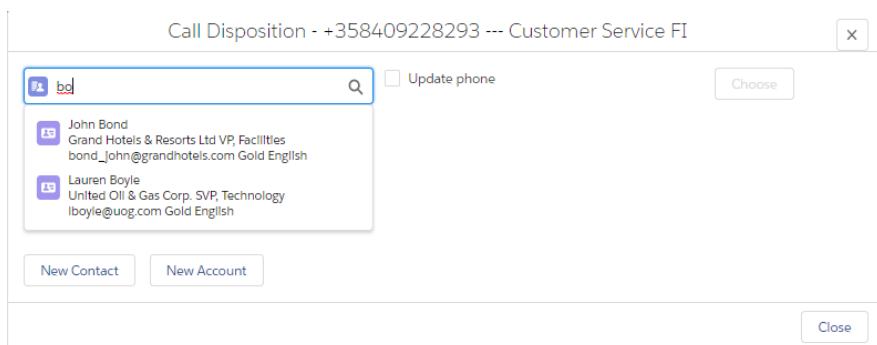 Call Disposition - +358409228293 --- Customer Service FI
bo
Update phone
Choose
John Bond
Grand Hotels & Resorts Ltd VP, Facilities
bond_john@grandhotels.com Gold English
Lauren Boyle
United Oil & Gas Corp. SVP, Technology
lboyle@uog.com Gold English
New Contact
New Account
Close